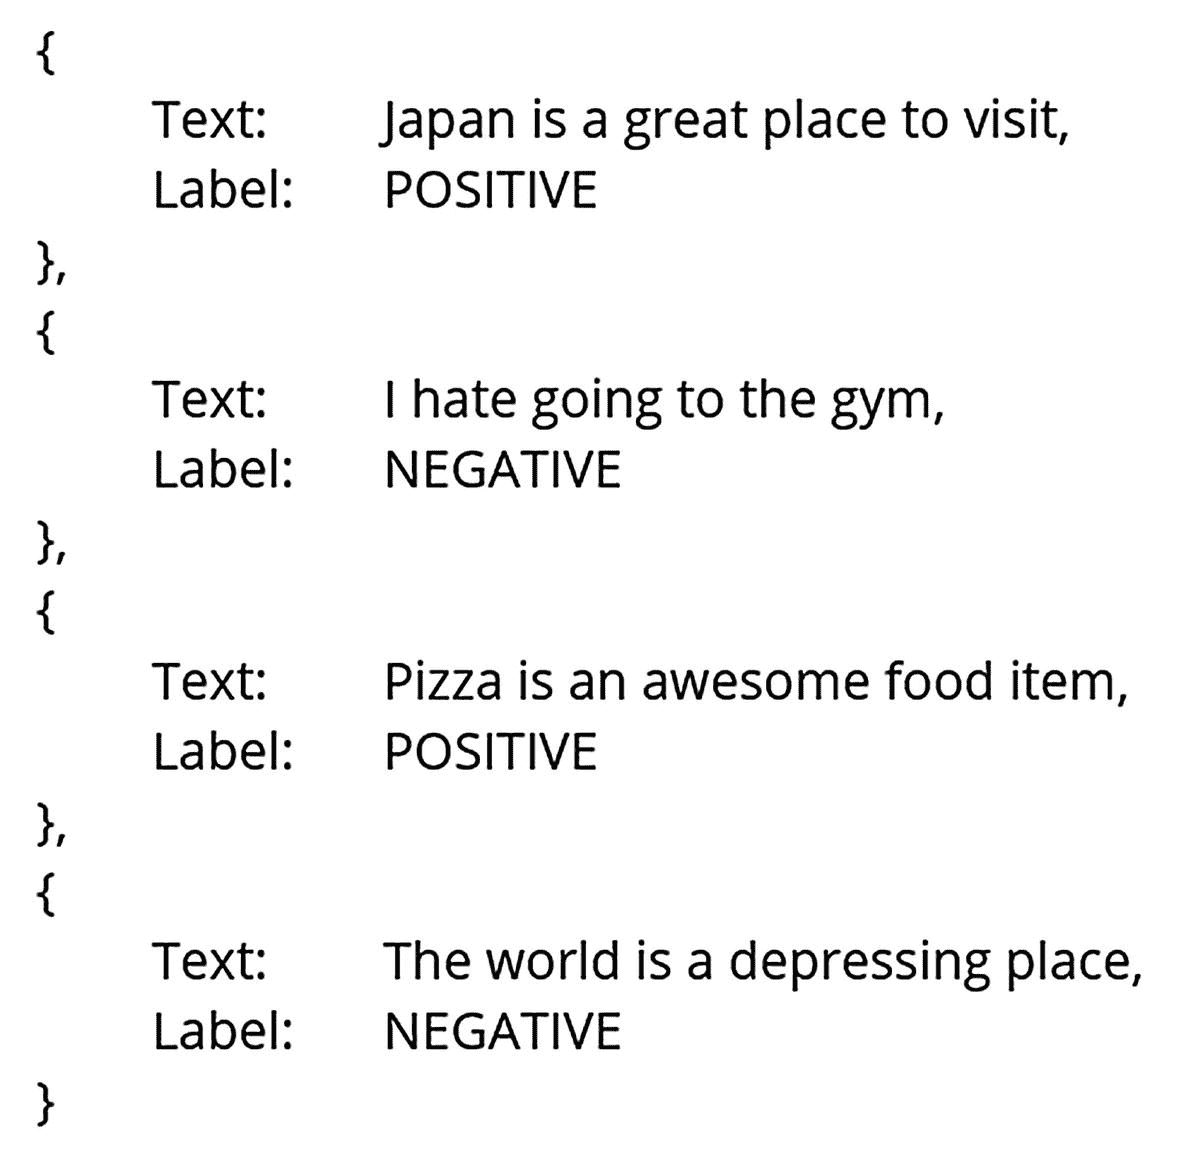 {
Text: Japan is a great place to visit,
Label: POSITIVE
},
{
Text: I hate going to the gym,
Label: NEGATIVE
},
{
Text: Pizza is an awesome food item,
Label: POSITIVE
},
{
Text: The world is a depressing place,
Label: NEGATIVE
}